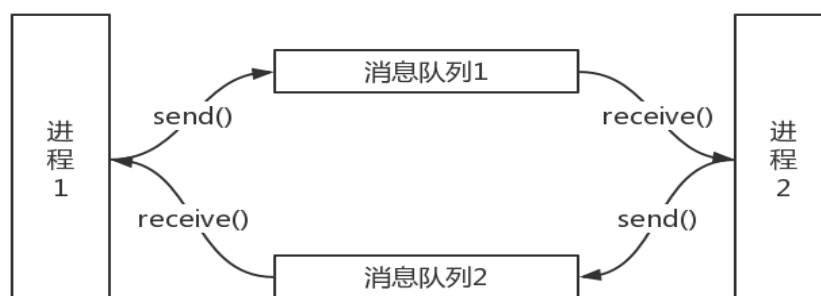 消息队列1
send()
receive()
进
程
1
进
程
2
receive()
send()
消息队列2